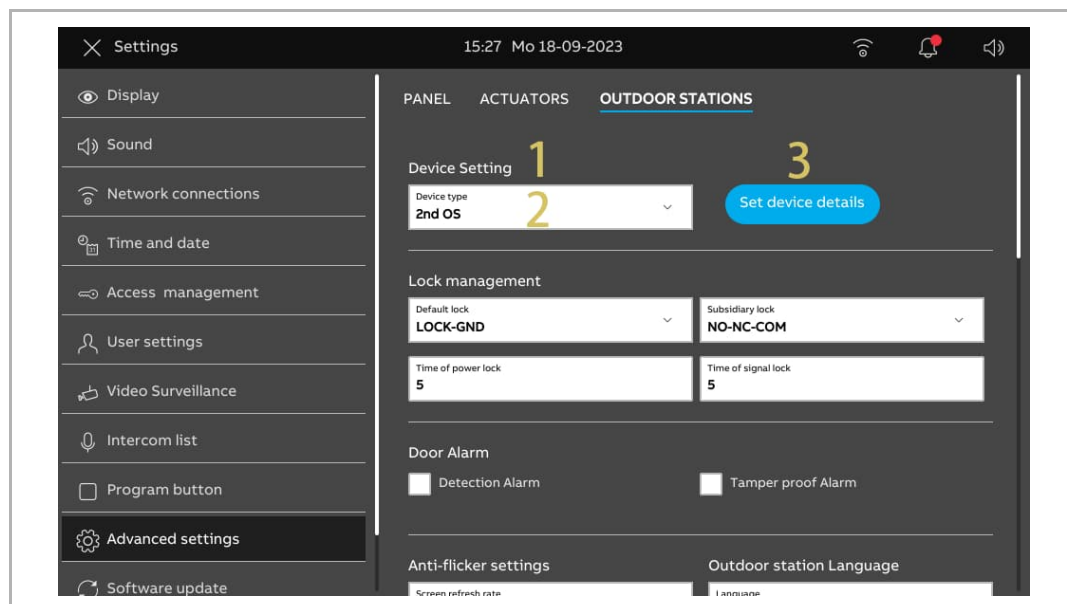 Settings
15:27 Mo 18-09-2023
Display
Sound
Network connections
Time and date
Access management
User settings
Video Surveillance
Intercom list
Program button
Advanced settings
Software update
PANEL ACTUATORS OUTDOOR STATIONS
Device Setting 1
3
Device type
2nd OS 2
Set device details
Lock management
Default lock
LOCK-GND
Subsidiary lock
NO-NC-COM
Time of power lock
5
Time of signal lock
5
Door Alarm
Detection Alarm
Tamper proof Alarm
Anti-flicker settings
Outdoor station Language
Screen refresh rate
Language